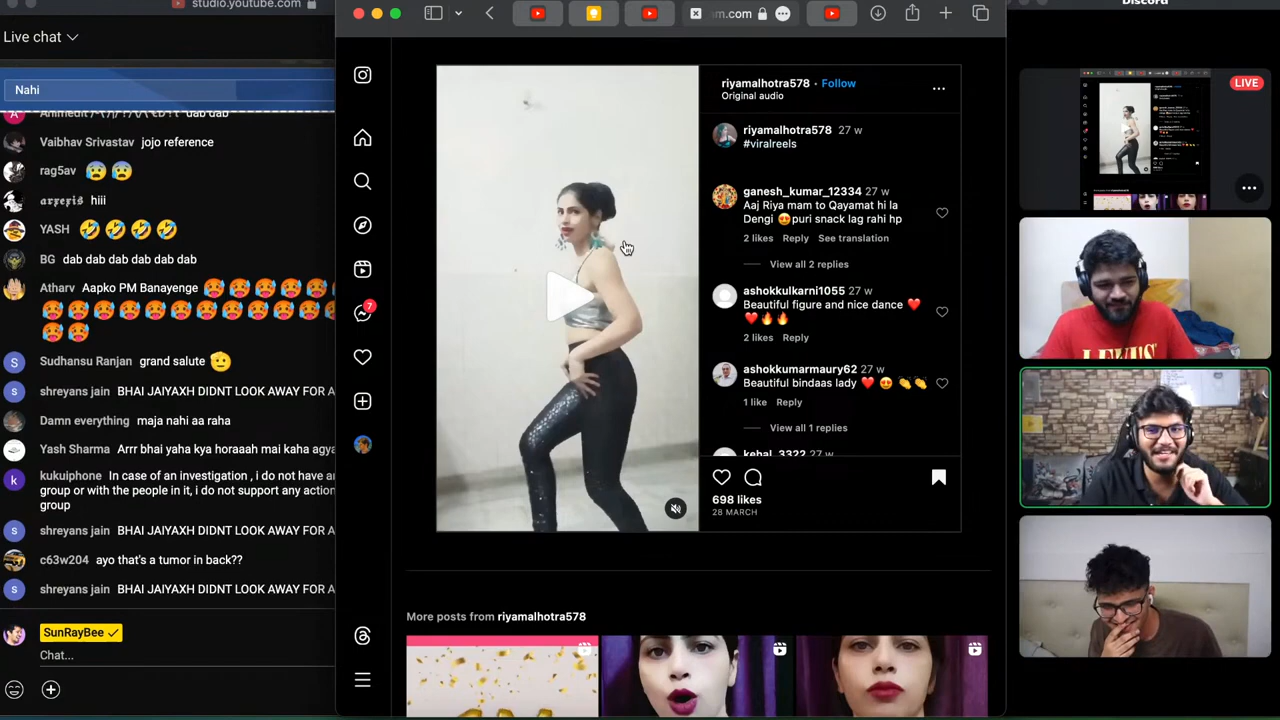 studio.youtube.com
Live chat
Nahi
dab dab
Vaibhav Srivastav jojo reference
rag5av
hiii
YASH
BG dab dab dab dab dab dab
Atharv Aapko PM Banayenge
Sudhansu Ranjan grand salute
shreyans jain BHAI JAIYAXH DIDNT LOOK AWAY FOR A
Damn everything maja nahi aa raha
Yash Sharma Arrr bhai yaha kya horaaah mai kaha agya
kukuiphone In case of an investigation , i do not have an
group or with the people in it, i do not support any action
group
shreyans jain BHAI JAIYAXH DIDNT LOOK AWAY FOR A
c63w204 ayo that's a tumor in back??
shreyans jain BHAI JAIYAXH DIDNT LOOK AWAY FOR A
SunRayBee
Chat...
m.com
7
riyamalhotra578 · Follow
Original audio
riyamalhotra578 27 w
#viralreels
ganesh_kumar_12334 27 w
Aaj Riya mam to Qayamat hi la
Dengi 😍puri snack lag rahi hp
2 likes Reply See translation
View all 2 replies
ashokkulkarni1055 27 w
Beautiful figure and nice dance ❤️
❤️🔥🔥
2 likes Reply
ashokkumarmaury62 27 w
Beautiful bindaas lady ❤️ 😍 👏👏
1 like Reply
View all 1 replies
kehal_3322 27 w
698 likes
28 MARCH
More posts from riyamalhotra578
Discord
LIVE